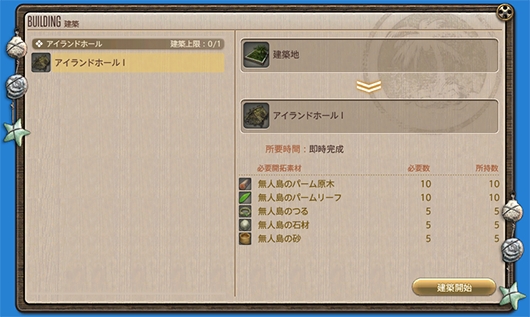 BUILDING 建築
アイランドホール 建築上限:0/1
アイランドホール I
建築地
アイランドホール I
所要時間:即時完成
必要開拓素材 必要数 所持数
無人島のパーム原木 10 10
無人島のパームリーフ 10 10
無人島のつる 5 5
無人島の石材 5 5
無人島の砂 5 5
建築開始